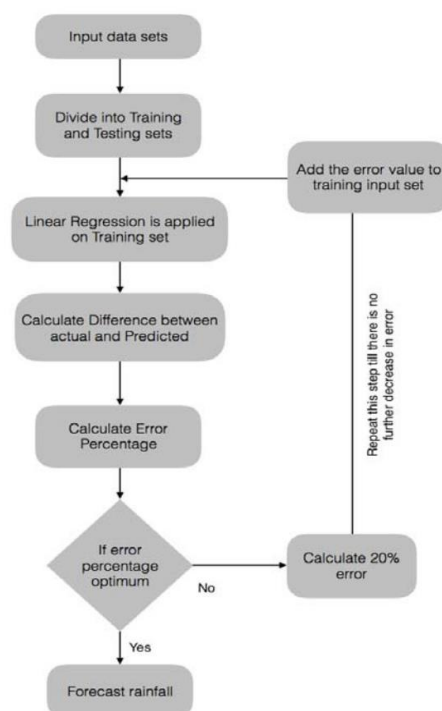 Input data sets
Divide into Training
and Testing sets
Add the error value to
training input set
Linear Regression is applied
on Training set
Calculate Difference between
actual and Predicted
Repeat this step till there is no
further decrease in error
Calculate Error
Percentage
If error
percentage
optimum
No
Calculate 20%
error
Yes
Forecast rainfall